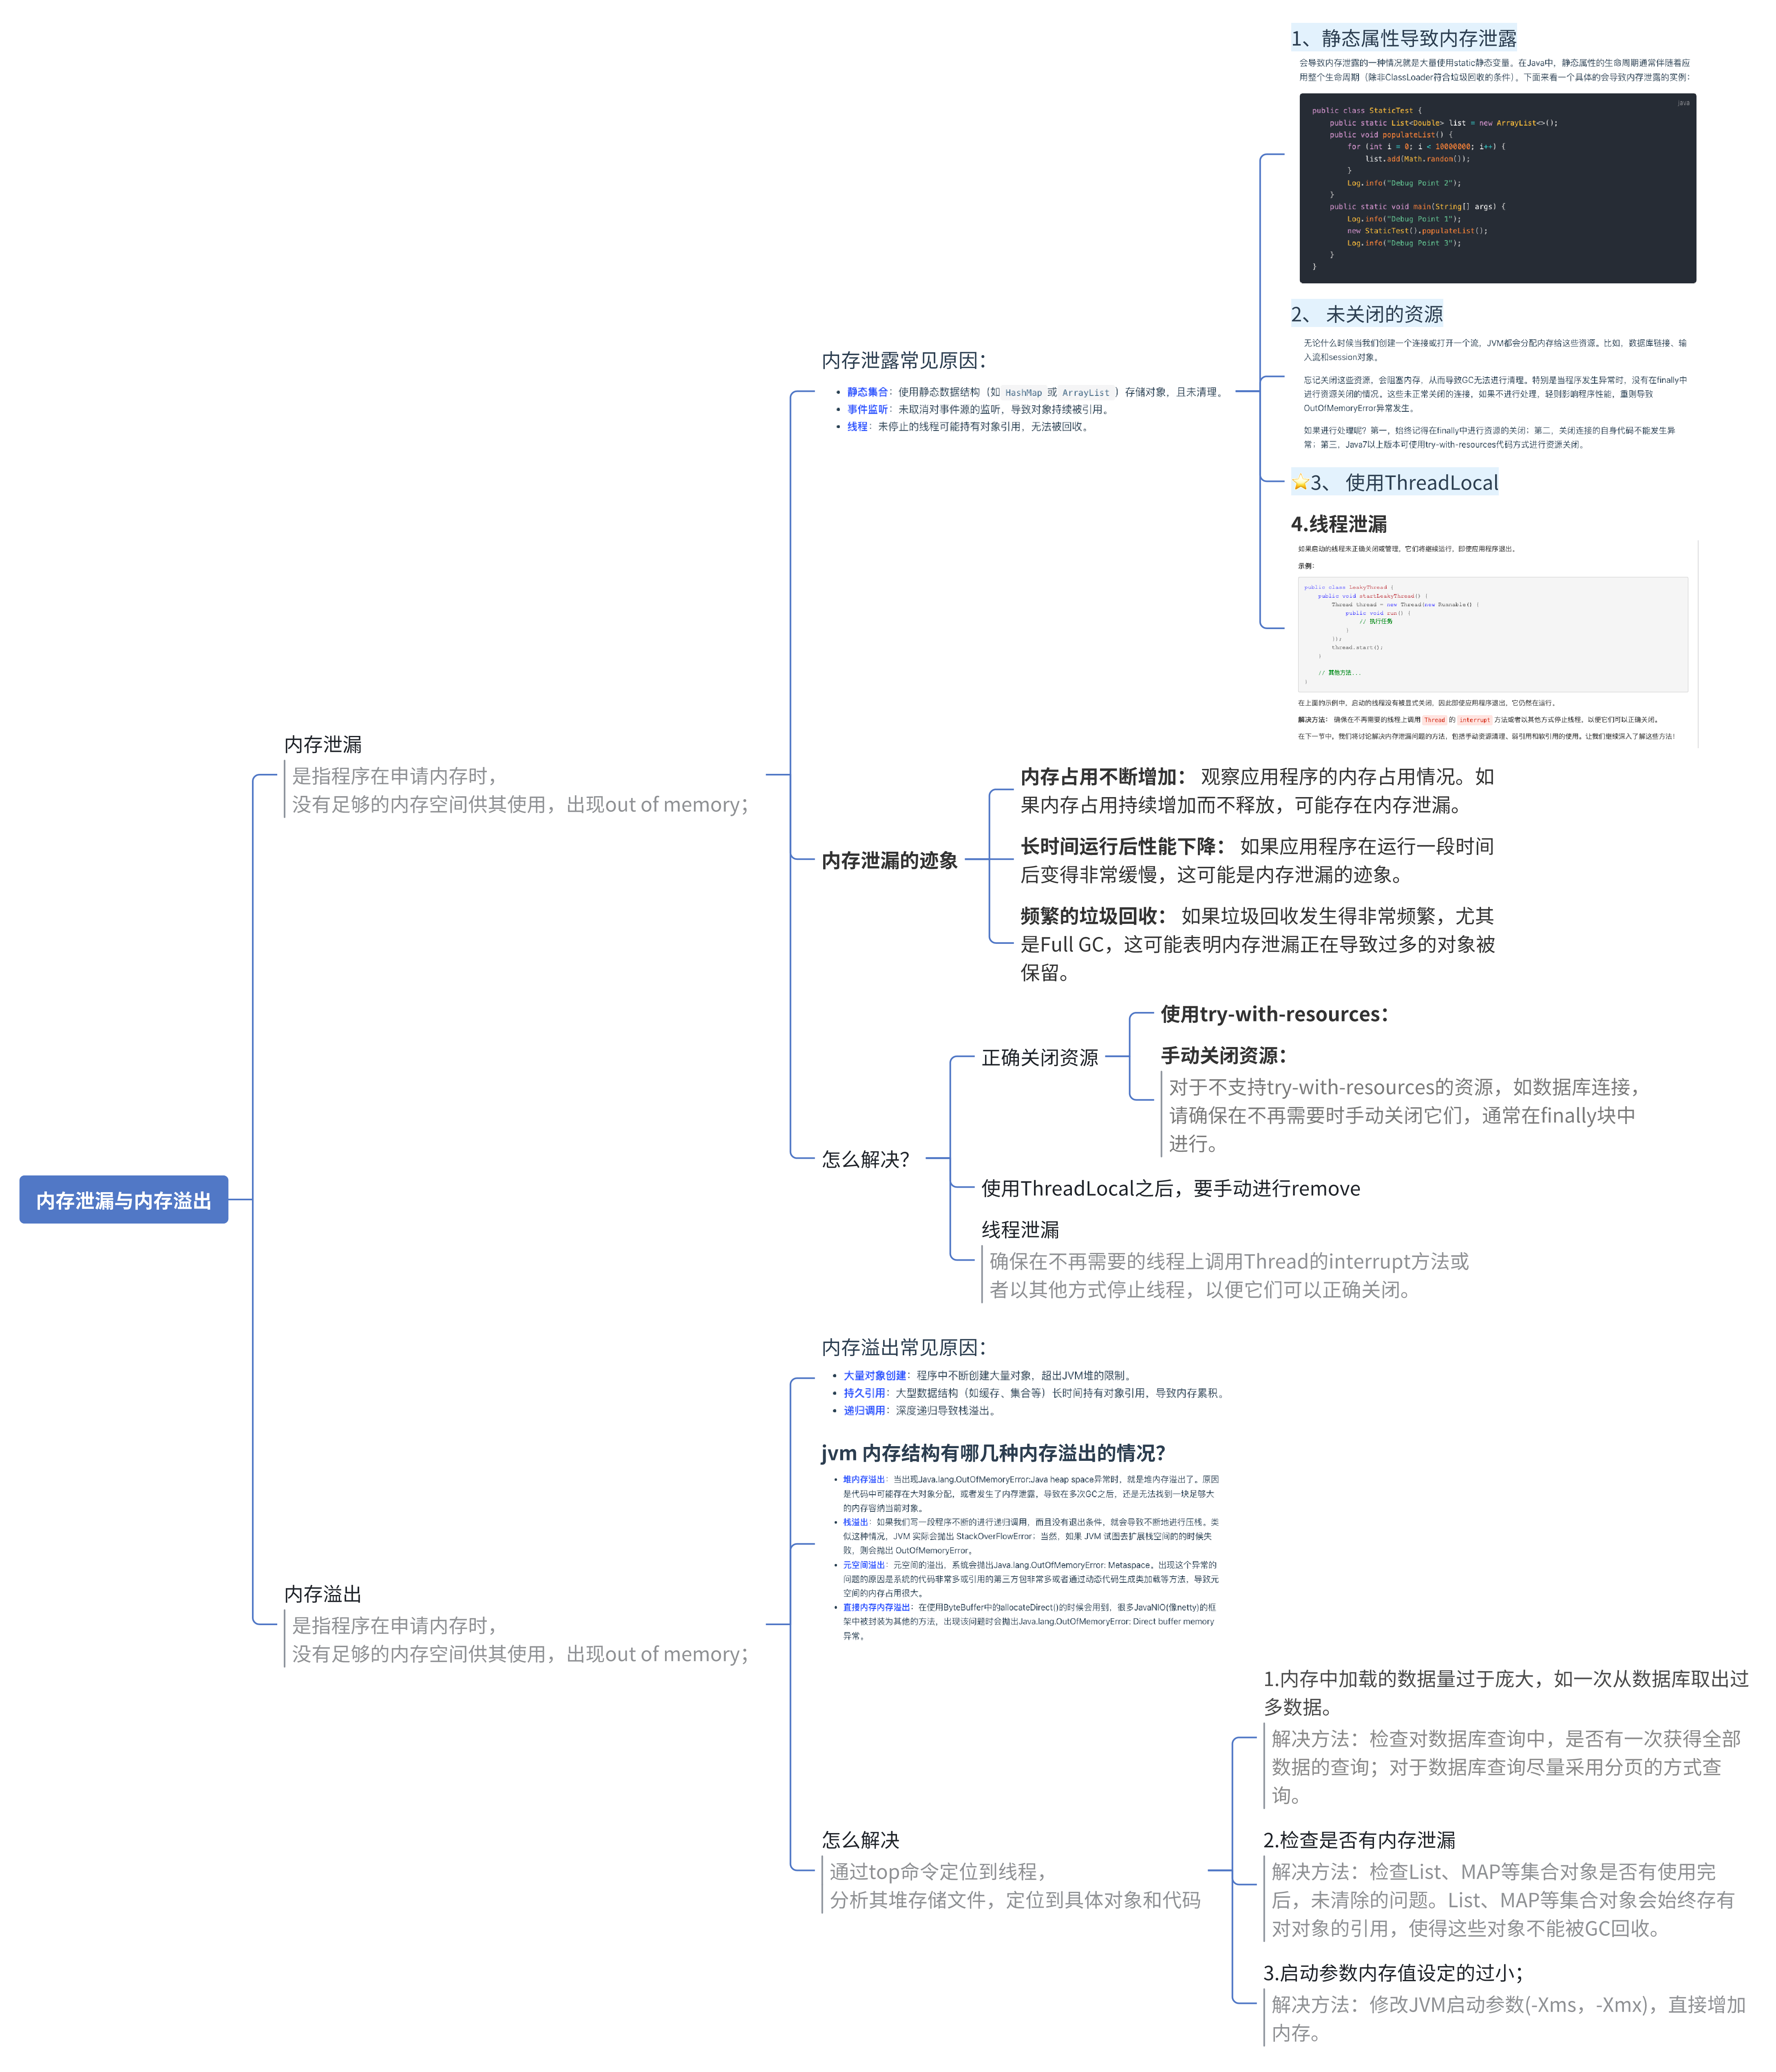 内存泄漏与内存溢出
内存泄漏
是指程序在申请内存时，
没有足够的内存空间供其使用，出现out of memory；
内存泄露常见原因：
• 静态集合：使用静态数据结构（如 HashMap 或 ArrayList ）存储对象，且未清理。
• 事件监听：未取消对事件源的监听，导致对象持续被引用。
• 线程：未停止的线程可能持有对象引用，无法被回收。
1、静态属性导致内存泄露
会导致内存泄露的一种情况就是大量使用static静态变量。在Java中，静态属性的生命周期通常伴随着应
用整个生命周期（除非ClassLoader符合垃圾回收的条件）。下面来看一个具体的会导致内存泄露的实例：
java
public class StaticTest {
public static List<Double> list = new ArrayList<>();
public void populateList() {
for (int i = 0; i < 10000000; i++) {
list.add(Math.random());
}
Log.info("Debug Point 2");
}
public static void main(String[] args) {
Log.info("Debug Point 1");
new StaticTest().populateList();
Log.info("Debug Point 3");
}
}
2、 未关闭的资源
无论什么时候当我们创建一个连接或打开一个流，JVM都会分配内存给这些资源。比如，数据库链接、输
入流和session对象。
忘记关闭这些资源，会阻塞内存，从而导致GC无法进行清理。特别是当程序发生异常时，没有在finally中
进行资源关闭的情况。这些未正常关闭的连接，如果不进行处理，轻则影响程序性能，重则导致
OutOfMemoryError异常发生。
如果进行处理呢？第一，始终记得在finally中进行资源的关闭；第二，关闭连接的自身代码不能发生异
常；第三，Java7以上版本可使用try-with-resources代码方式进行资源关闭。
⭐3、 使用ThreadLocal
4.线程泄漏
如果启动的线程未正确关闭或管理，它们将继续运行，即使应用程序退出。
示例：
public class LeakyThread {
public void startLeakyThread() {
Thread thread = new Thread(new Runnable() {
public void run() {
// 执行任务
}
});
thread.start();
}
// 其他方法...
}
在上面的示例中，启动的线程没有被显式关闭，因此即使应用程序退出，它仍然在运行。
解决方法： 确保在不再需要的线程上调用 Thread 的 interrupt 方法或者以其他方式停止线程，以便它们可以正确关闭。
在下一节中，我们将讨论解决内存泄漏问题的方法，包括手动资源清理、弱引用和软引用的使用。让我们继续深入了解这些方法！
内存泄漏的迹象
内存占用不断增加： 观察应用程序的内存占用情况。如
果内存占用持续增加而不释放，可能存在内存泄漏。
长时间运行后性能下降： 如果应用程序在运行一段时间
后变得非常缓慢，这可能是内存泄漏的迹象。
频繁的垃圾回收： 如果垃圾回收发生得非常频繁，尤其
是Full GC，这可能表明内存泄漏正在导致过多的对象被
保留。
怎么解决？
正确关闭资源
使用try-with-resources：
手动关闭资源：
对于不支持try-with-resources的资源，如数据库连接，
请确保在不再需要时手动关闭它们，通常在finally块中
进行。
使用ThreadLocal之后，要手动进行remove
线程泄漏
确保在不再需要的线程上调用Thread的interrupt方法或
者以其他方式停止线程，以便它们可以正确关闭。
内存溢出
是指程序在申请内存时，
没有足够的内存空间供其使用，出现out of memory；
内存溢出常见原因：
• 大量对象创建：程序中不断创建大量对象，超出JVM堆的限制。
• 持久引用：大型数据结构（如缓存、集合等）长时间持有对象引用，导致内存累积。
• 递归调用：深度递归导致栈溢出。
jvm 内存结构有哪几种内存溢出的情况？
• 堆内存溢出：当出现Java.lang.OutOfMemoryError:Java heap space异常时，就是堆内存溢出了。原因
是代码中可能存在大对象分配，或者发生了内存泄露，导致在多次GC之后，还是无法找到一块足够大
的内存容纳当前对象。
• 栈溢出：如果我们写一段程序不断的进行递归调用，而且没有退出条件，就会导致不断地进行压栈。类
似这种情况，JVM 实际会抛出 StackOverFlowError；当然，如果 JVM 试图去扩展栈空间的的时候失
败，则会抛出 OutOfMemoryError。
• 元空间溢出：元空间的溢出，系统会抛出Java.lang.OutOfMemoryError: Metaspace。出现这个异常的
问题的原因是系统的代码非常多或引用的第三方包非常多或者通过动态代码生成类加载等方法，导致元
空间的内存占用很大。
• 直接内存内存溢出：在使用ByteBuffer中的allocateDirect()的时候会用到，很多JavaNIO(像netty)的框
架中被封装为其他的方法，出现该问题时会抛出Java.lang.OutOfMemoryError: Direct buffer memory
异常。
怎么解决
通过top命令定位到线程，
分析其堆存储文件，定位到具体对象和代码
1.内存中加载的数据量过于庞大，如一次从数据库取出过
多数据。
解决方法：检查对数据库查询中，是否有一次获得全部
数据的查询；对于数据库查询尽量采用分页的方式查
询。
2.检查是否有内存泄漏
解决方法：检查List、MAP等集合对象是否有使用完
后，未清除的问题。List、MAP等集合对象会始终存有
对对象的引用，使得这些对象不能被GC回收。
3.启动参数内存值设定的过小；
解决方法：修改JVM启动参数(-Xms，-Xmx)，直接增加
内存。